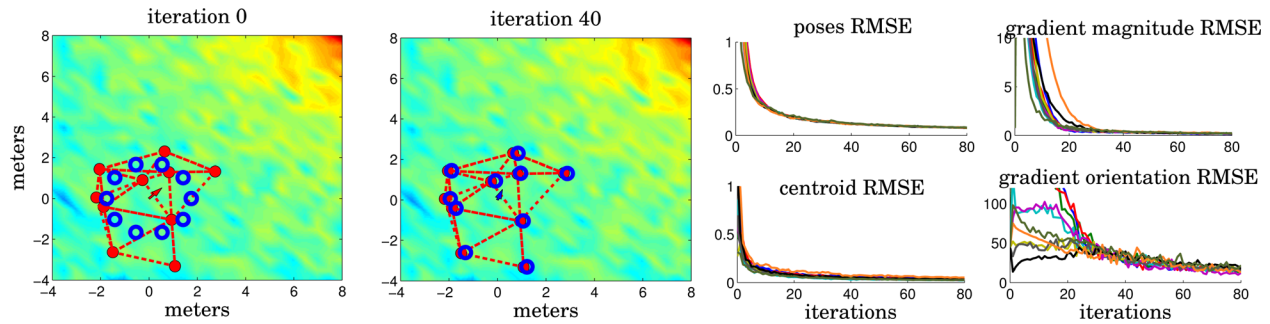 iteration 0
8
6
4
2
0
−2
−4
−4 −2 0 2 4 6 8
meters
meters
iteration 40
8
6
4
2
0
−2
−4
−4 −2 0 2 4 6 8
meters
poses RMSE
1
0.5
0
0 20 40 60 80
gradient magnitude RMSE
10
5
0
0 20 40 60 80
centroid RMSE
1
0.5
0
0 20 40 60 80
iterations
gradient orientation RMSE
100
50
0
0 20 40 60 80
iterations